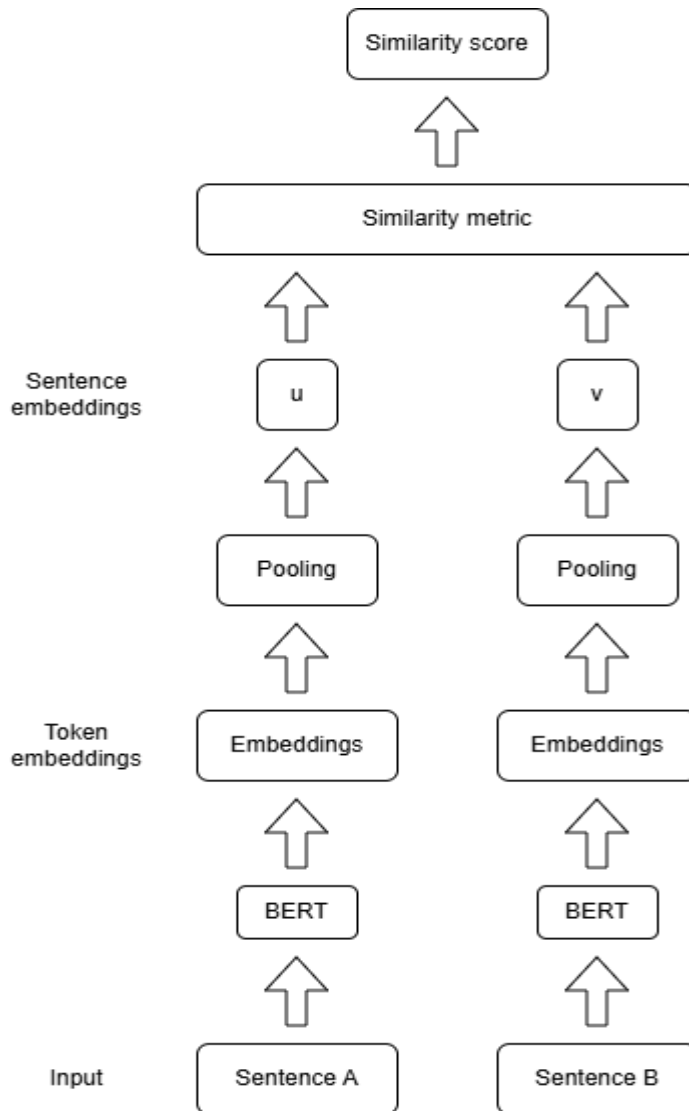 Similarity score
Similarity metric
Sentence
embeddings
u
v
Pooling
Pooling
Token
embeddings
Embeddings
Embeddings
BERT
BERT
Input
Sentence A
Sentence B